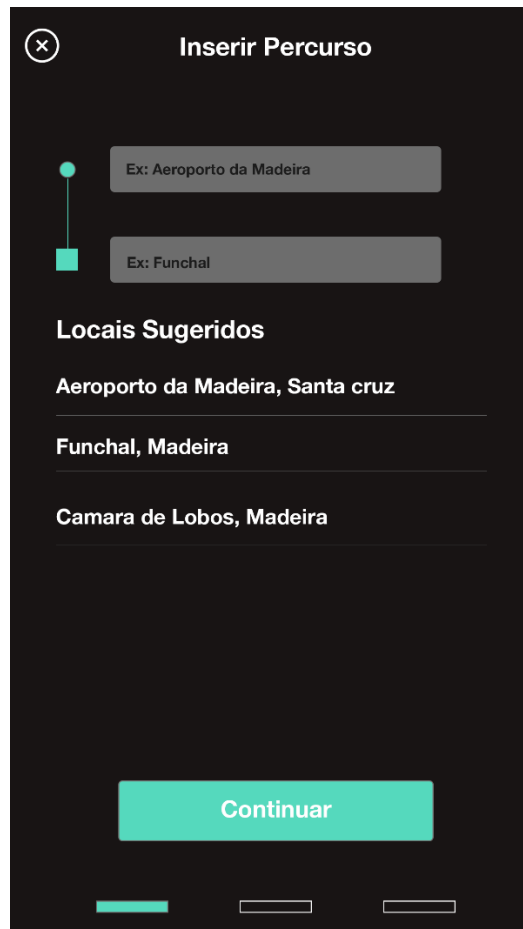 Inserir Percurso
Ex: Aeroporto da Madeira
Ex: Funchal
Locais Sugeridos
Aeroporto da Madeira, Santa cruz
Funchal, Madeira
Camara de Lobos, Madeira
Continuar